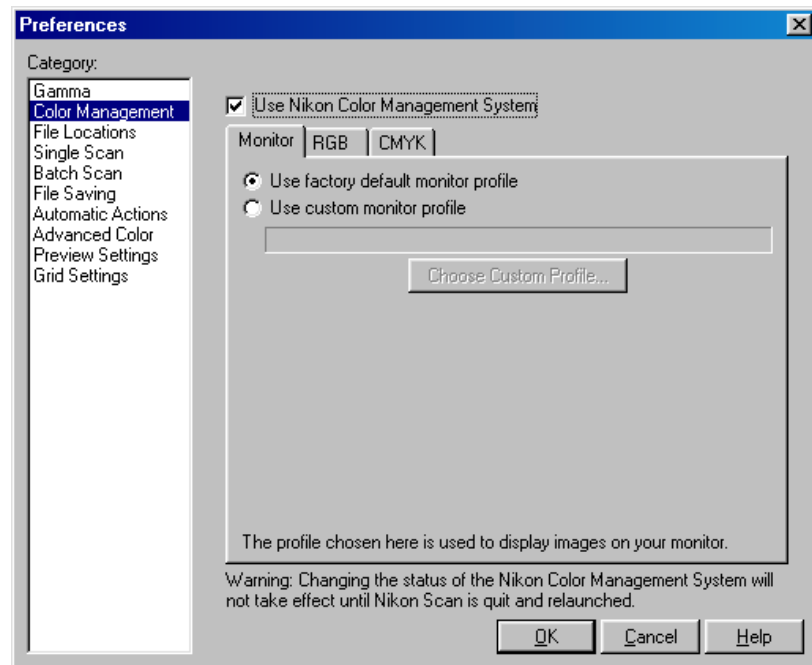 Preferences
Category:
Gamma
Color Management
File Locations
Single Scan
Batch Scan
File Saving
Automatic Actions
Advanced Color
Preview Settings
Grid Settings
Use Nikon Color Management System
Monitor RGB CMYK
Use factory default monitor profile
Use custom monitor profile
Choose Custom Profile...
The profile chosen here is used to display images on your monitor.
Warning: Changing the status of the Nikon Color Management System will
not take effect until Nikon Scan is quit and relaunched.
OK Cancel Help